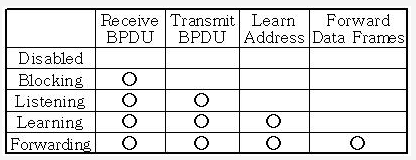 Receive BPDU Transmit BPDU Learn Address Forward Data Frames
Disabled
Blocking O
Listening O O
Learning O O O
Forwarding O O O O